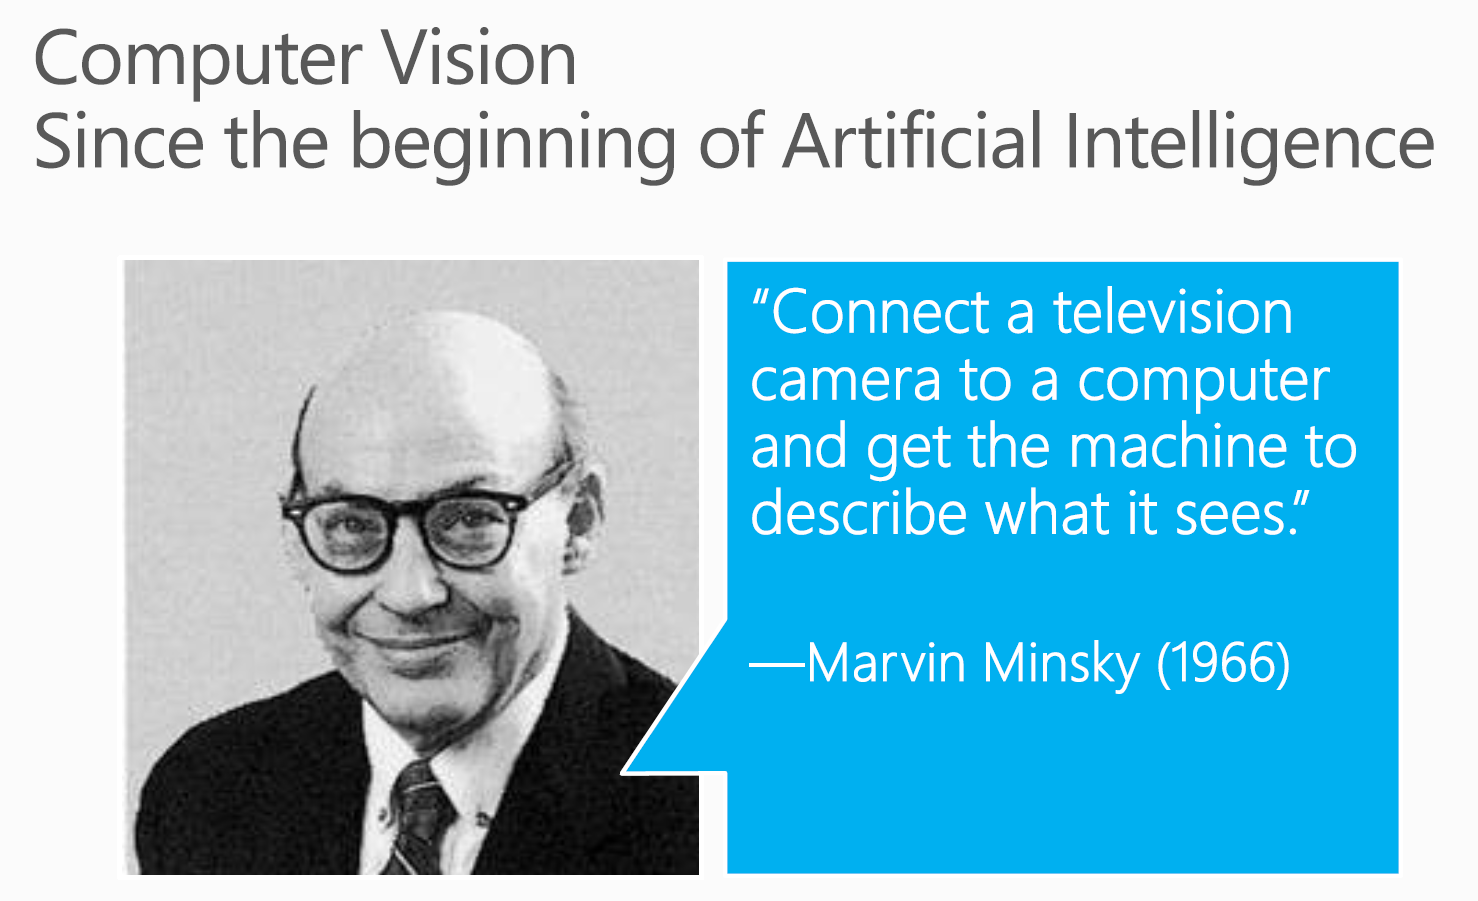 Computer Vision
Since the beginning of Artificial Intelligence
“Connect a television
camera to a computer
and get the machine to
describe what it sees.”
—Marvin Minsky (1966)